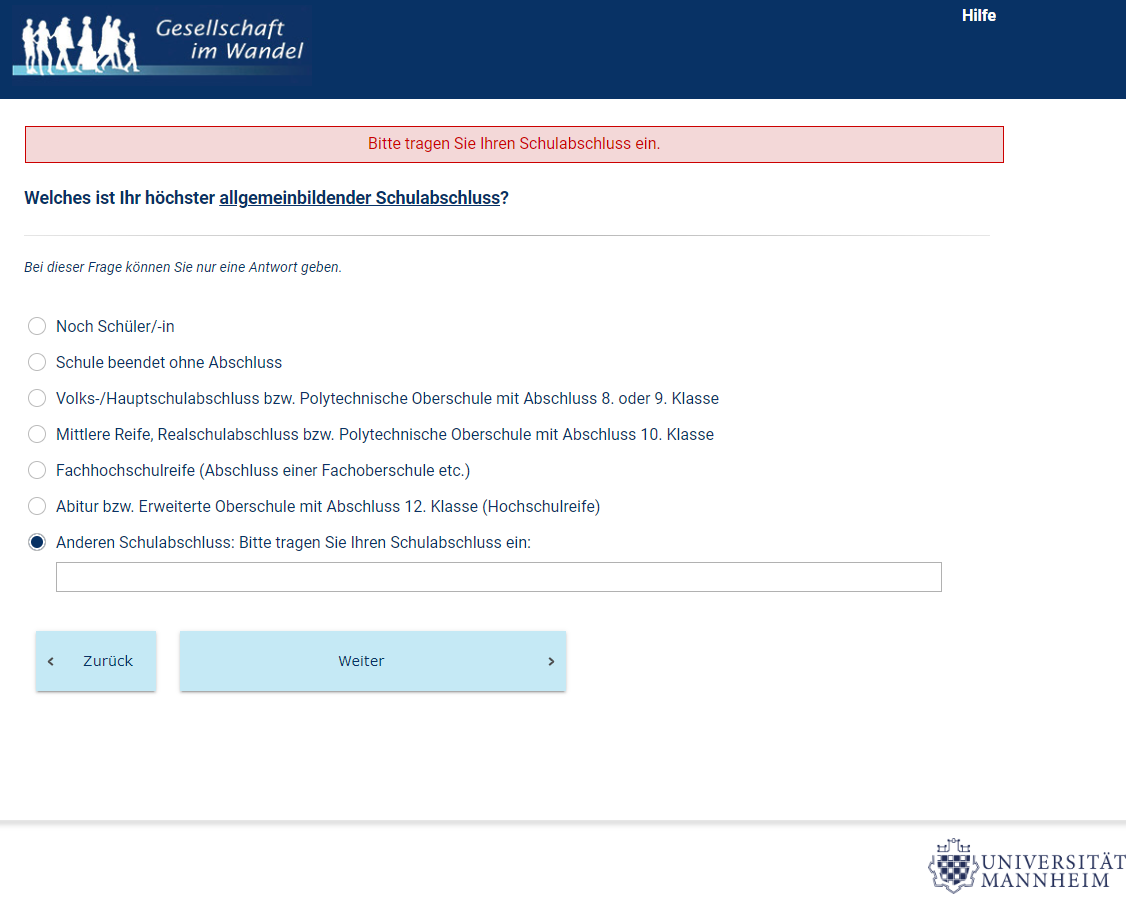 Gesellschaft
im Wandel
Hilfe
Bitte tragen Sie Ihren Schulabschluss ein.
Welches ist Ihr höchster allgemeinbildender Schulabschluss?
Bei dieser Frage können Sie nur eine Antwort geben.
Noch Schüler/-in
Schule beendet ohne Abschluss
Volks-/Hauptschulabschluss bzw. Polytechnische Oberschule mit Abschluss 8. oder 9. Klasse
Mittlere Reife, Realschulabschluss bzw. Polytechnische Oberschule mit Abschluss 10. Klasse
Fachhochschulreife (Abschluss einer Fachoberschule etc.)
Abitur bzw. Erweiterte Oberschule mit Abschluss 12. Klasse (Hochschulreife)
Anderen Schulabschluss: Bitte tragen Sie Ihren Schulabschluss ein:
‹ Zurück
Weiter ›
UNIVERSITÄT
MANNHEIM